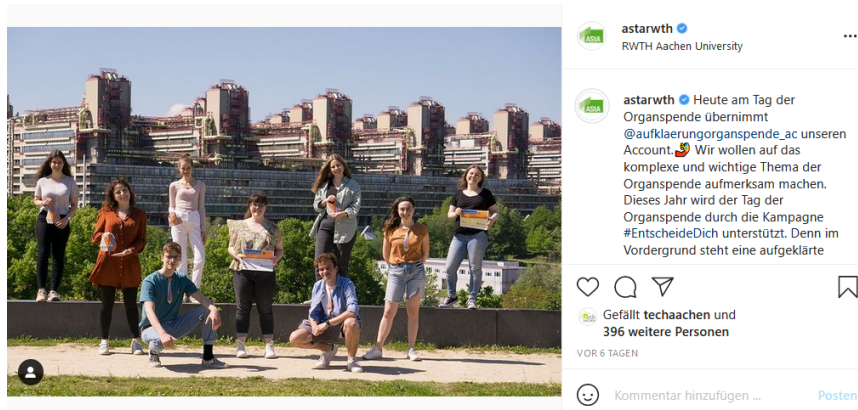 astarwth
RWTH Aachen University
AStA
AStA
astarwth Heute am Tag der
Organspende übernimmt
@aufklaerungorganspende_ac unseren
Account. Wir wollen auf das
komplexe und wichtige Thema der
Organspende aufmerksam machen.
Dieses Jahr wird der Tag der
Organspende durch die Kampagne
#EntscheideDich unterstützt. Denn im
Vordergrund steht eine aufgeklärte
Gefällt techaachen und
396 weitere Personen
VOR 6 TAGEN
Kommentar hinzufügen ...
Posten